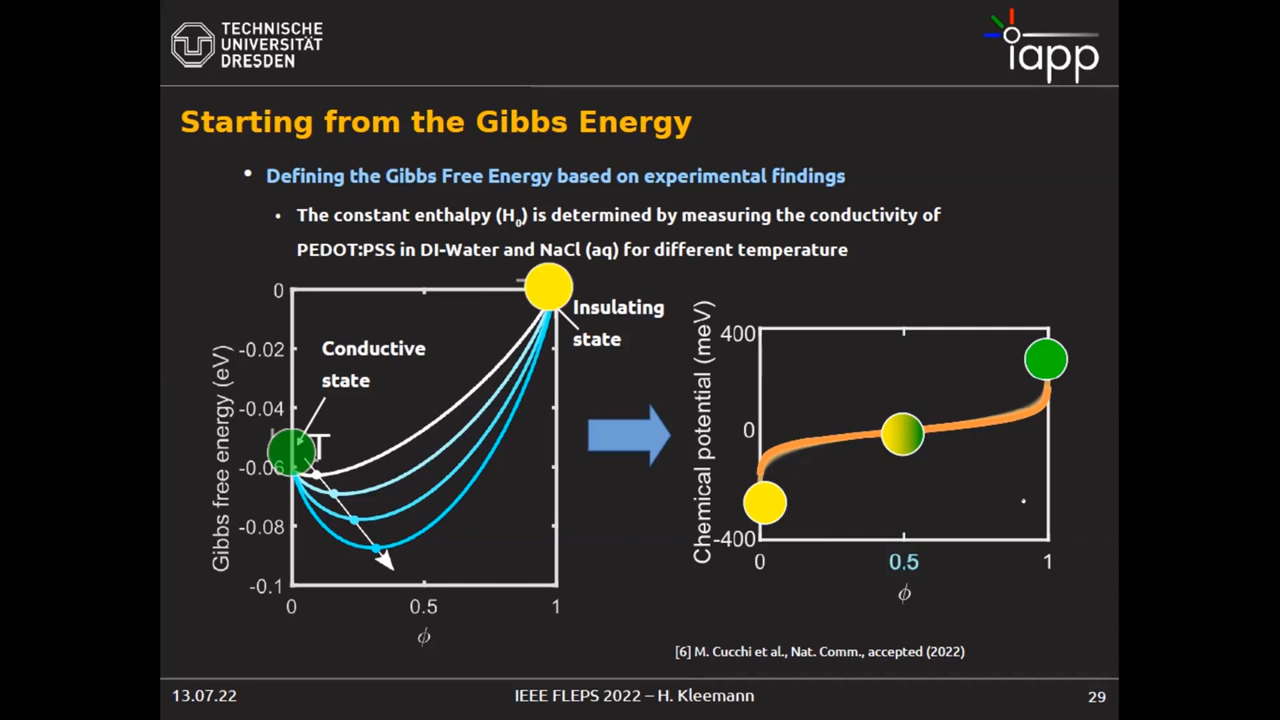 TECHNISCHE
UNIVERSITÄT
DRESDEN
iapp
Starting from the Gibbs Energy
• Defining the Gibbs Free Energy based on experimental findings
• The constant enthalpy (H₀) is determined by measuring the conductivity of
PEDOT:PSS in DI-Water and NaCl (aq) for different temperature
0
-0.02
-0.04
-0.06
-0.08
-0.1
Gibbs free energy (eV)
Conductive
state
T
Insulating
state
0 0.5 1
ϕ
Chemical potential (meV)
400
0
-400
0 0.5 1
ϕ
[6] M. Cucchi et al., Nat. Comm., accepted (2022)
13.07.22
IEEE FLEPS 2022 – H. Kleemann
29